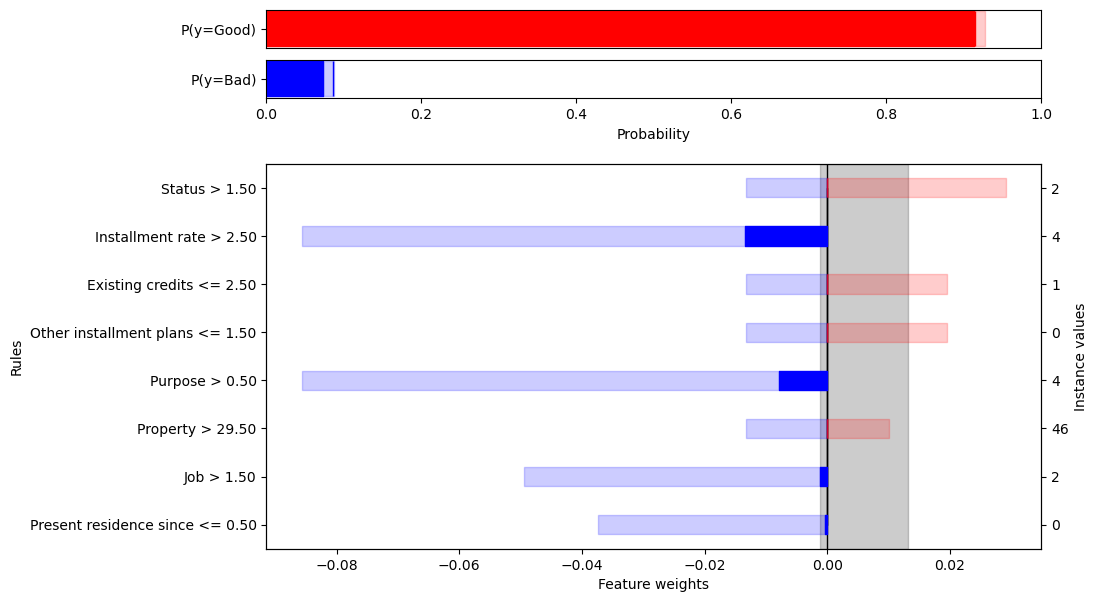 P(y=Good)
P(y=Bad)
0.0 0.2 0.4 0.6 0.8 1.0
Probability
Rules
Status > 1.50 2
Installment rate > 2.50 4
Existing credits <= 2.50 1
Other installment plans <= 1.50 0
Purpose > 0.50 4
Property > 29.50 46
Job > 1.50 2
Present residence since <= 0.50 0
Instance values
−0.08 −0.06 −0.04 −0.02 0.00 0.02
Feature weights